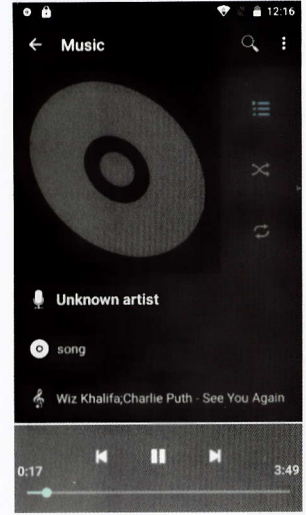 12:16
Music
Unknown artist
song
Wiz Khalifa;Charlie Puth - See You Again
0:17
3:49